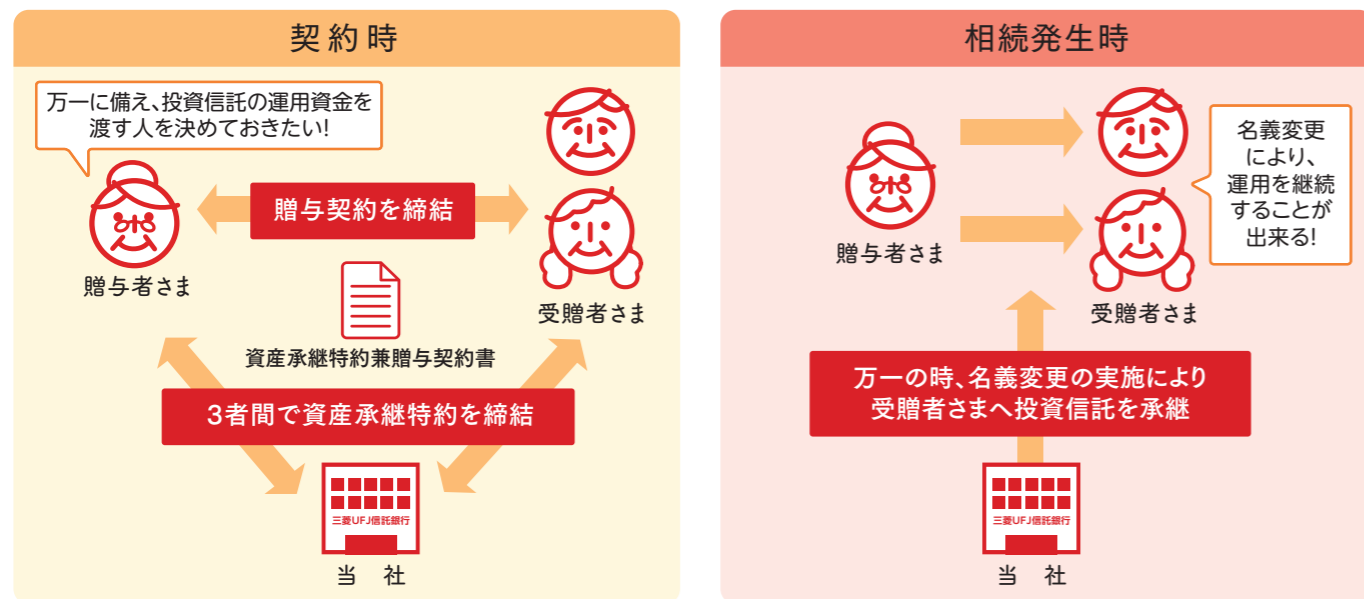 契約時
万一に備え、投資信託の運用資金を
渡す人を決めておきたい!
贈与契約を締結
贈与者さま
受贈者さま
資産承継特約兼贈与契約書
3者間で資産承継特約を締結
三菱UFJ信託銀行
当 社
相続発生時
名義変更
により、
運用を継続
することが
出来る!
贈与者さま
受贈者さま
万一の時、名義変更の実施により
受贈者さまへ投資信託を承継
三菱UFJ信託銀行
当 社